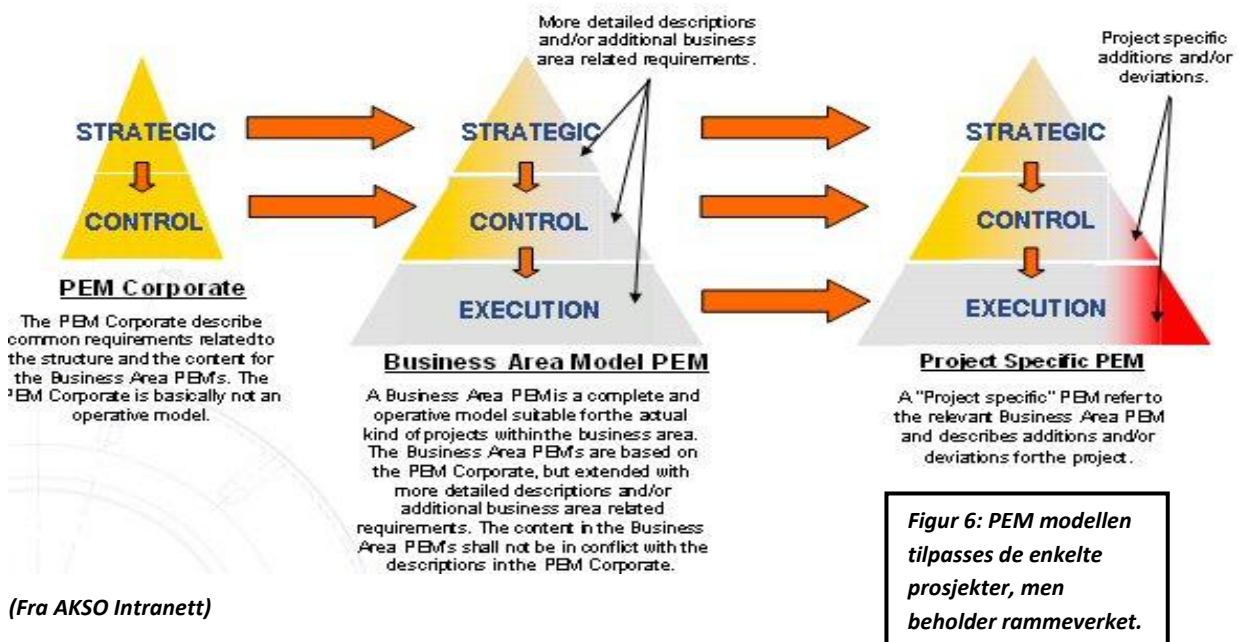 More detailed descriptions
and/or additional business
area related requirements.
Project specific
additions and/or
deviations.
STRATEGIC
CONTROL
PEM Corporate
The PEM Corporate describe
common requirements related to
the structure and the content for
the Business Area PEM's. The
PEM Corporate is basically not an
operative model.
STRATEGIC
CONTROL
EXECUTION
Business Area Model PEM
A Business Area PEM is a complete and
operative model suitable for the actual
kind of projects within the business area.
The Business Area PEM's are based on
the PEM Corporate, but extended with
more detailed descriptions and/or
additional business area related
requirements. The content in the Business
Area PEM's shall not be in conflict with the
descriptions in the PEM Corporate.
STRATEGIC
CONTROL
EXECUTION
Project Specific PEM
A "Project specific" PEM refer to
the relevant Business Area PEM
and describes additions and/or
deviations for the project.
Figur 6: PEM modellen
tilpasses de enkelte
prosjekter, men
beholder rammeverket.
(Fra AKSO Intranett)